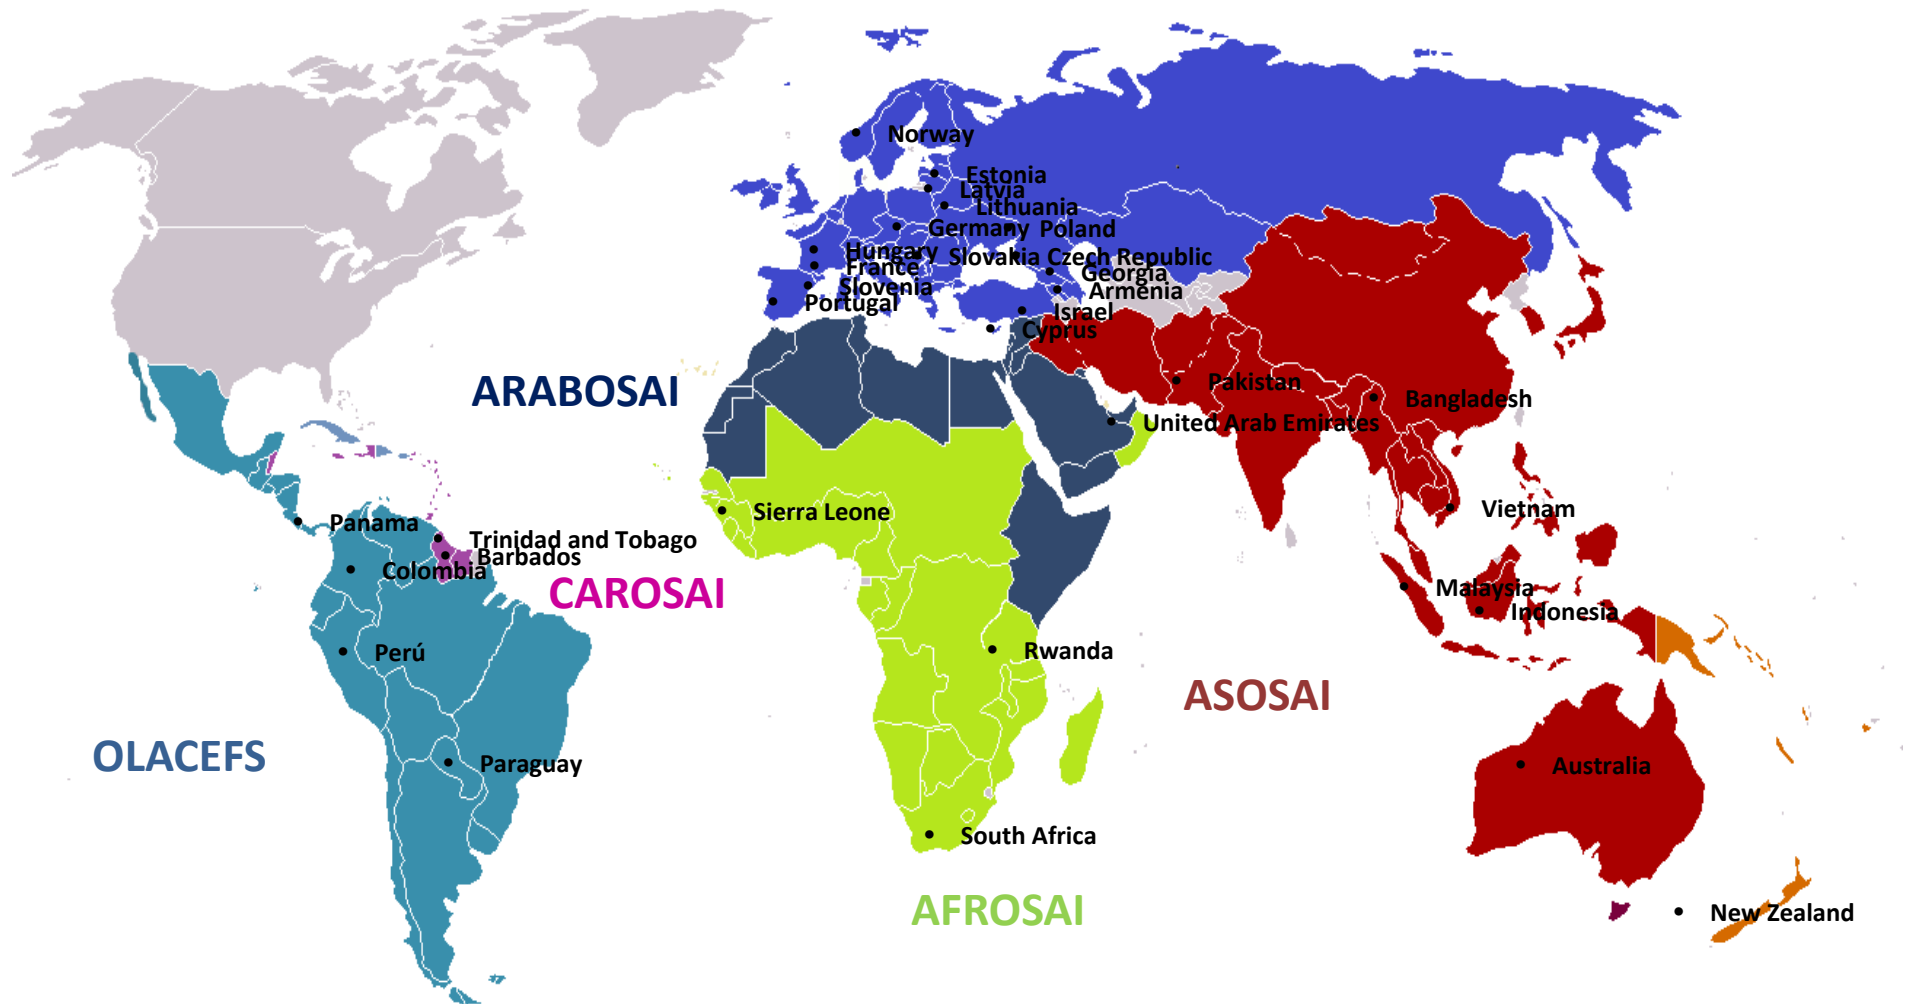 Norway
Estonia
Latvia
Lithuania
Germany
Poland
Hungary
Slovakia
Czech Republic
France
Georgia
Slovenia
Armenia
Portugal
Israel
Cyprus
ARABOSAI
Pakistan
Bangladesh
United Arab Emirates
Sierra Leone
Vietnam
Panama
Trinidad and Tobago
Barbados
Colombia
CAROSAI
Malaysia
Indonesia
Perú
Rwanda
ASOSAI
OLACEFS
Paraguay
Australia
South Africa
AFROSAI
New Zealand